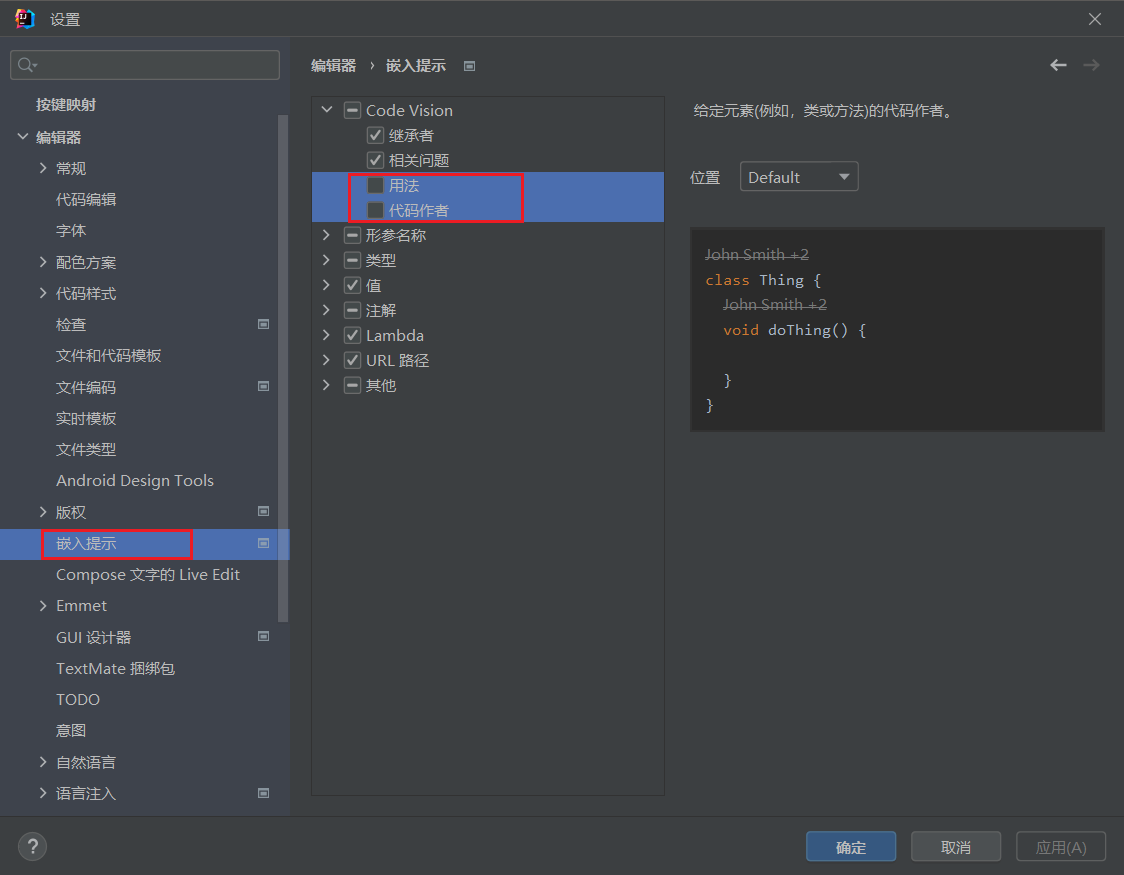 设置
按键映射
编辑器
常规
代码编辑
字体
配色方案
代码样式
检查
文件和代码模板
文件编码
实时模板
文件类型
Android Design Tools
版权
嵌入提示
Compose 文字的 Live Edit
Emmet
GUI 设计器
TextMate 捆绑包
TODO
意图
自然语言
语言注入
编辑器 › 嵌入提示
Code Vision
继承者
相关问题
用法
代码作者
形参名称
类型
值
注解
Lambda
URL 路径
其他
给定元素(例如，类或方法)的代码作者。
位置 Default
John Smith +2
class Thing {
John Smith +2
void doThing() {
}
}
?
确定 取消 应用(A)